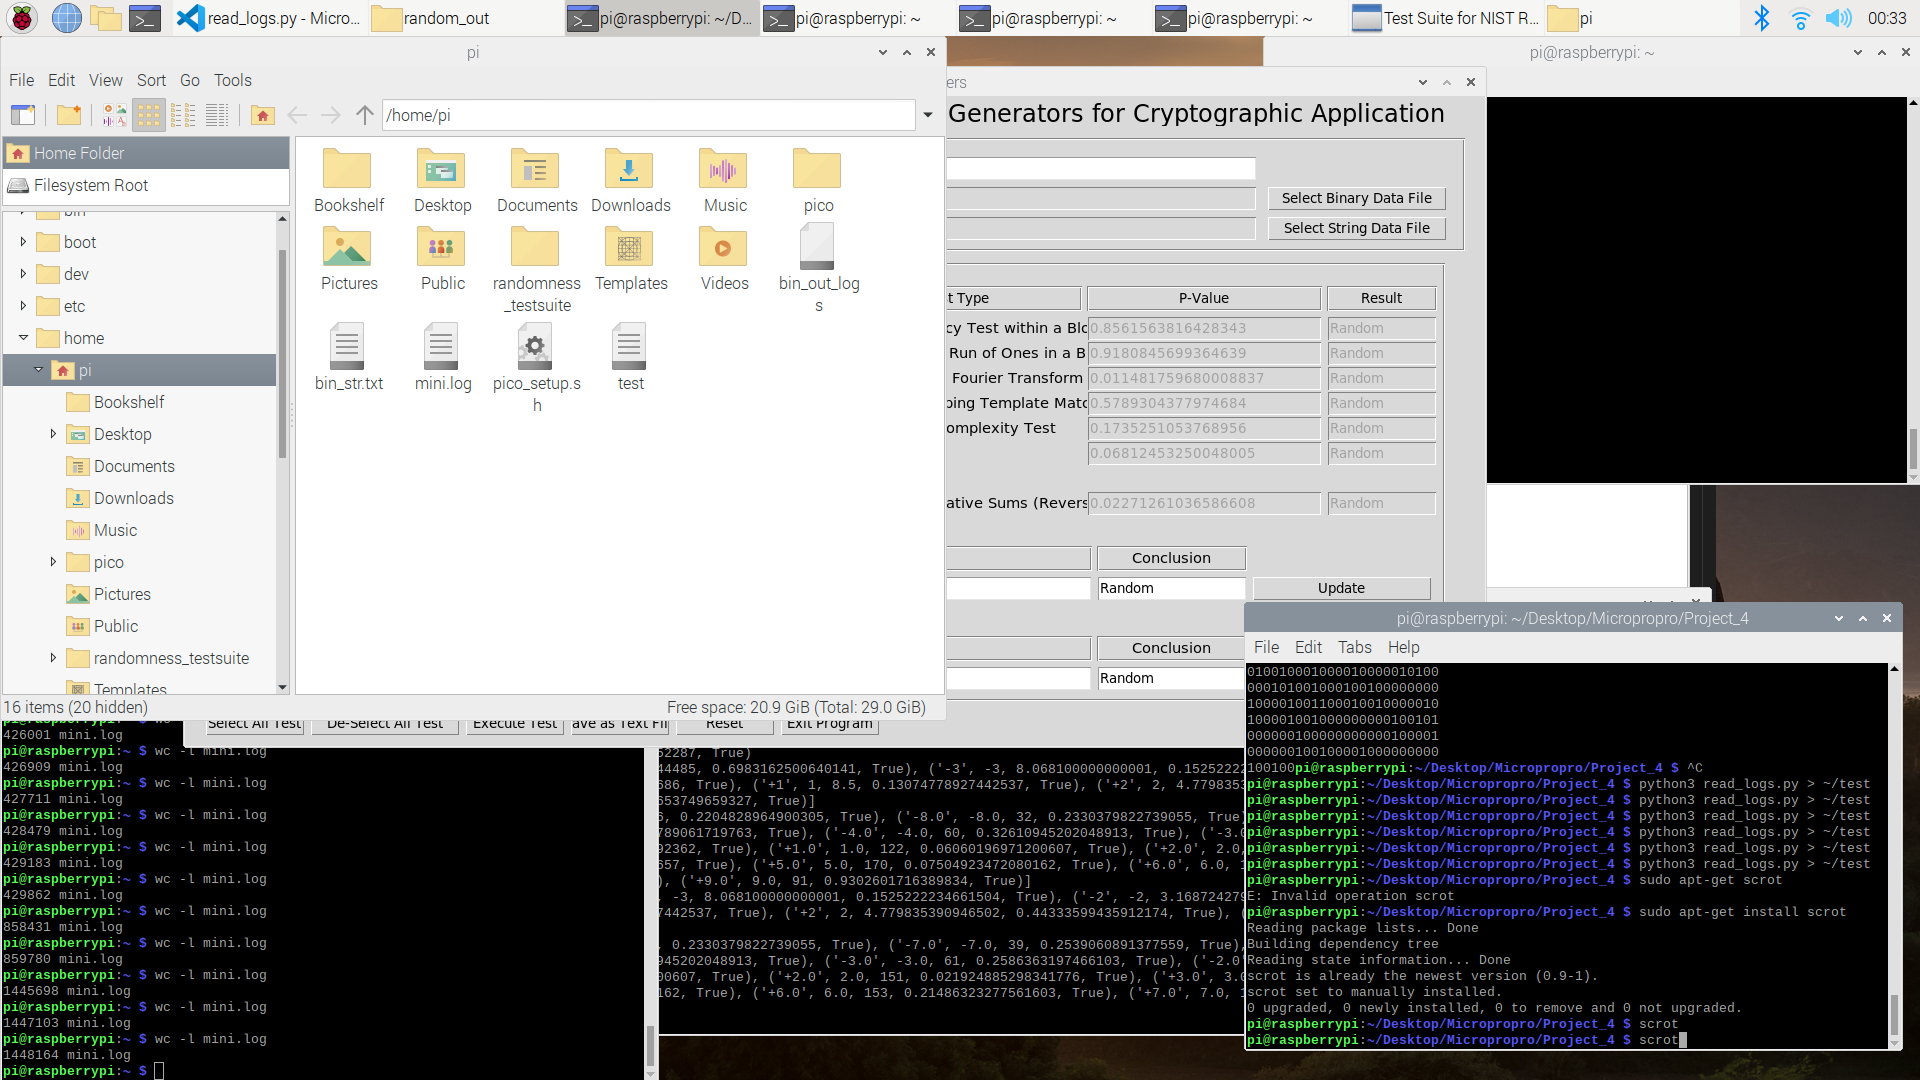 read_logs.py - Micro...
random_out
pi@raspberrypi: ~/D...
pi@raspberrypi: ~
pi@raspberrypi: ~
pi@raspberrypi: ~
Test Suite for NIST R...
pi
00:33
pi
File Edit View Sort Go Tools
/home/pi
Home Folder
Filesystem Root
bin
boot
dev
etc
home
pi
Bookshelf
Desktop
Documents
Downloads
Music
pico
Pictures
Public
randomness_testsuite
Templates
Bookshelf
Desktop
Documents
Downloads
Music
pico
Pictures
Public
randomness
_testsuite
Templates
Videos
bin_out_log
s
bin_str.txt
mini.log
pico_setup.s
h
test
16 items (20 hidden)
Free space: 20.9 GiB (Total: 29.0 GiB)
pi@raspberrypi: ~
ers
Generators for Cryptographic Application
Select Binary Data File
Select String Data File
t Type P-Value Result
cy Test within a Blo 0.8561563816428343 Random
Run of Ones in a B 0.9180845699364639 Random
Fourier Transform 0.011481759680008837 Random
ping Template Matc 0.5789304377974684 Random
omplexity Test 0.1735251053768956 Random
0.06812453250048005 Random
ative Sums (Revers 0.02271261036586608 Random
Conclusion
Random Update
Conclusion
Random
Select All Test De-Select All Test Execute Test ave as Text Fil Reset Exit Program
pi@raspberrypi:~ $ wc
426001 mini.log
pi@raspberrypi:~ $ wc -l mini.log
426909 mini.log
pi@raspberrypi:~ $ wc -l mini.log
427711 mini.log
pi@raspberrypi:~ $ wc -l mini.log
428479 mini.log
pi@raspberrypi:~ $ wc -l mini.log
429183 mini.log
pi@raspberrypi:~ $ wc -l mini.log
429862 mini.log
pi@raspberrypi:~ $ wc -l mini.log
858431 mini.log
pi@raspberrypi:~ $ wc -l mini.log
859780 mini.log
pi@raspberrypi:~ $ wc -l mini.log
1445698 mini.log
pi@raspberrypi:~ $ wc -l mini.log
1447103 mini.log
pi@raspberrypi:~ $ wc -l mini.log
1448164 mini.log
pi@raspberrypi:~ $
52287, True)
44485, 0.6983162500640141, True), ('-3', -3, 8.068100000000001, 0.15252222
586, True), ('+1', 1, 8.5, 0.13074778927442537, True), ('+2', 2, 4.7798353
653749659327, True)]
6, 0.2204828964900305, True), ('-8.0', -8.0, 32, 0.2330379822739055, True)
789061719763, True), ('-4.0', -4.0, 60, 0.32610945202048913, True), ('-3.0
92362, True), ('+1.0', 1.0, 122, 0.06060196971200607, True), ('+2.0', 2.0,
657, True), ('+5.0', 5.0, 170, 0.07504923472080162, True), ('+6.0', 6.0, 1
), ('+9.0', 9.0, 91, 0.9302601716389834, True)]
, -3, 8.068100000000001, 0.1525222234661504, True), ('-2', -2, 3.168724279
7442537, True), ('+2', 2, 4.779835390946502, 0.44333599435912174, True), (
, 0.2330379822739055, True), ('-7.0', -7.0, 39, 0.2539060891377559, True),
945202048913, True), ('-3.0', -3.0, 61, 0.2586363197466103, True), ('-2.0'
00607, True), ('+2.0', 2.0, 151, 0.021924885298341776, True), ('+3.0', 3.0
162, True), ('+6.0', 6.0, 153, 0.21486323277561603, True), ('+7.0', 7.0, 1
pi@raspberrypi: ~/Desktop/Micropropro/Project_4
File Edit Tabs Help
010010001000010000010100
000101001000100100000000
100001001100010010000010
100001001000000000100101
000000100000000000100001
000000100100001000000000
100100pi@raspberrypi:~/Desktop/Micropropro/Project_4 $ ^C
pi@raspberrypi:~/Desktop/Micropropro/Project_4 $ python3 read_logs.py > ~/test
pi@raspberrypi:~/Desktop/Micropropro/Project_4 $ python3 read_logs.py > ~/test
pi@raspberrypi:~/Desktop/Micropropro/Project_4 $ python3 read_logs.py > ~/test
pi@raspberrypi:~/Desktop/Micropropro/Project_4 $ python3 read_logs.py > ~/test
pi@raspberrypi:~/Desktop/Micropropro/Project_4 $ python3 read_logs.py > ~/test
pi@raspberrypi:~/Desktop/Micropropro/Project_4 $ python3 read_logs.py > ~/test
pi@raspberrypi:~/Desktop/Micropropro/Project_4 $ sudo apt-get scrot
E: Invalid operation scrot
pi@raspberrypi:~/Desktop/Micropropro/Project_4 $ sudo apt-get install scrot
Reading package lists... Done
Building dependency tree
Reading state information... Done
scrot is already the newest version (0.9-1).
scrot set to manually installed.
0 upgraded, 0 newly installed, 0 to remove and 0 not upgraded.
pi@raspberrypi:~/Desktop/Micropropro/Project_4 $ scrot
pi@raspberrypi:~/Desktop/Micropropro/Project_4 $ scrot